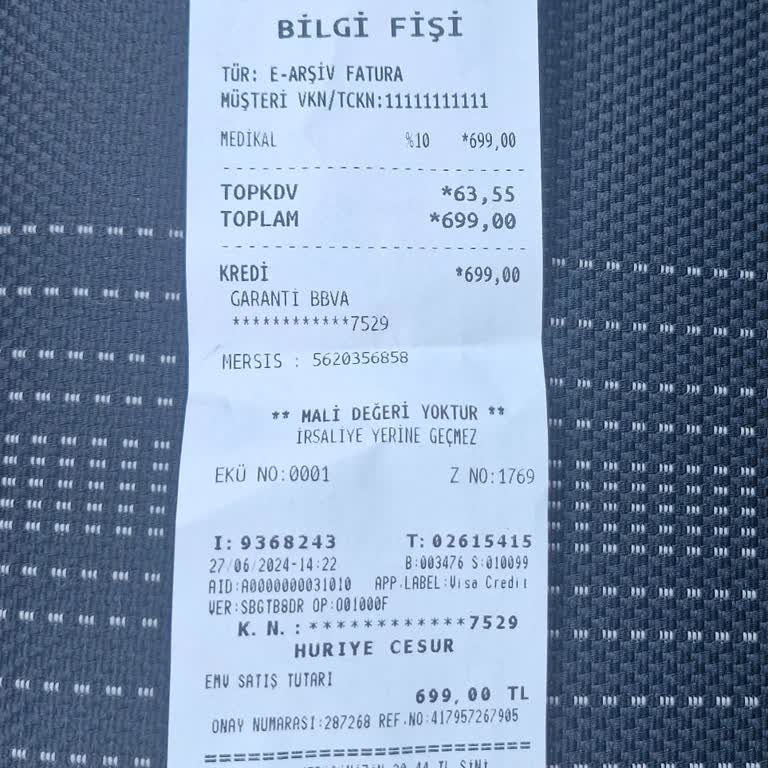 BİLGİ FİŞİ
TÜR: E-ARŞİV FATURA
MÜŞTERİ VKN/TCKN:11111111111
MEDİKAL %10 *699,00
TOPKDV *63,55
TOPLAM *699,00
KREDİ *699,00
GARANTİ BBVA
************7529
MERSIS : 5620356858
** MALİ DEĞERİ YOKTUR **
İRSALİYE YERİNE GEÇMEZ
EKÜ NO:0001 Z NO:1769
I: 9368243 T: 02615415
27/06/2024-14:22 B:003476 S:010099
AID:A0000000031010 APP.LABEL:Visa Credit
VER:SBGTB8DR OP:001000F
K. N. : ************7529
HURIYE CESUR
EMV SATIŞ TUTARI
699,00 TL
ONAY NUMARASI:287268 REF.NO:417957267905